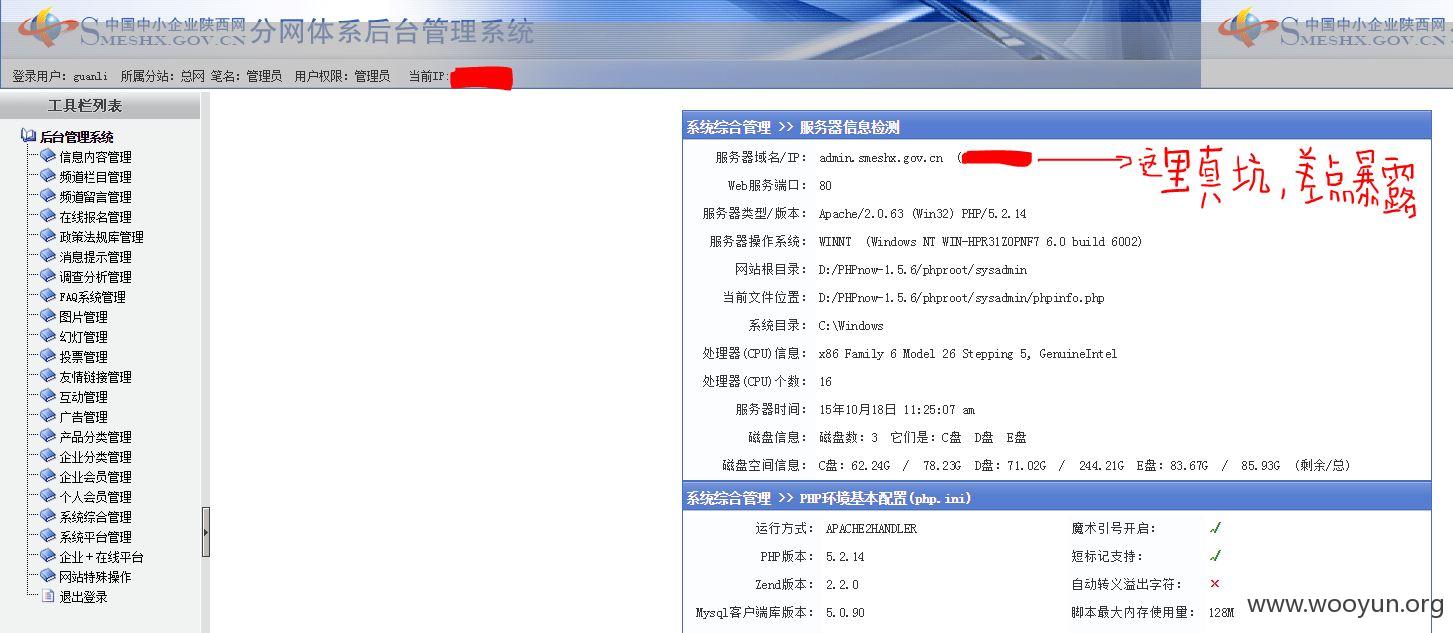 中国中小企业陕西网
SMESHX.GOV.CN
分网体系后台管理系统
中国中小企业陕西网
SMESHX.GOV.CN
登录用户：guanli 所属分站：总网 笔名：管理员 用户权限：管理员 当前IP:
工具栏列表
后台管理系统
信息内容管理
频道栏目管理
频道留言管理
在线报名管理
政策法规库管理
消息提示管理
调查分析管理
FAQ系统管理
图片管理
幻灯管理
投票管理
友情链接管理
互动管理
广告管理
产品分类管理
企业分类管理
企业会员管理
个人会员管理
系统综合管理
系统平台管理
企业＋在线平台
网站特殊操作
退出登录
系统综合管理 >> 服务器信息检测
服务器域名/IP： admin.smeshx.gov.cn (
这里真坑，差点暴露
Web服务端口： 80
服务器类型/版本： Apache/2.0.63 (Win32) PHP/5.2.14
服务器操作系统： WINNT (Windows NT WIN-HPR31Z0PNF7 6.0 build 6002)
网站根目录： D:/PHPnow-1.5.6/phproot/sysadmin
当前文件位置： D:/PHPnow-1.5.6/phproot/sysadmin/phpinfo.php
系统目录： C:\Windows
处理器(CPU)信息： x86 Family 6 Model 26 Stepping 5, GenuineIntel
处理器(CPU)个数： 16
服务器时间： 15年10月18日 11:25:07 am
磁盘信息： 磁盘数：3 它们是：C盘 D盘 E盘
磁盘空间信息： C盘：62.24G / 78.23G D盘：71.02G / 244.21G E盘：83.67G / 85.93G (剩余/总)
系统综合管理 >> PHP环境基本配置(php.ini)
运行方式： APACHE2HANDLER 魔术引号开启： ✓
PHP版本： 5.2.14 短标记支持： ✓
Zend版本： 2.2.0 自动转义溢出字符： ×
Mysql客户端库版本： 5.0.90 脚本最大内存使用量： 128M
www.wooyun.org